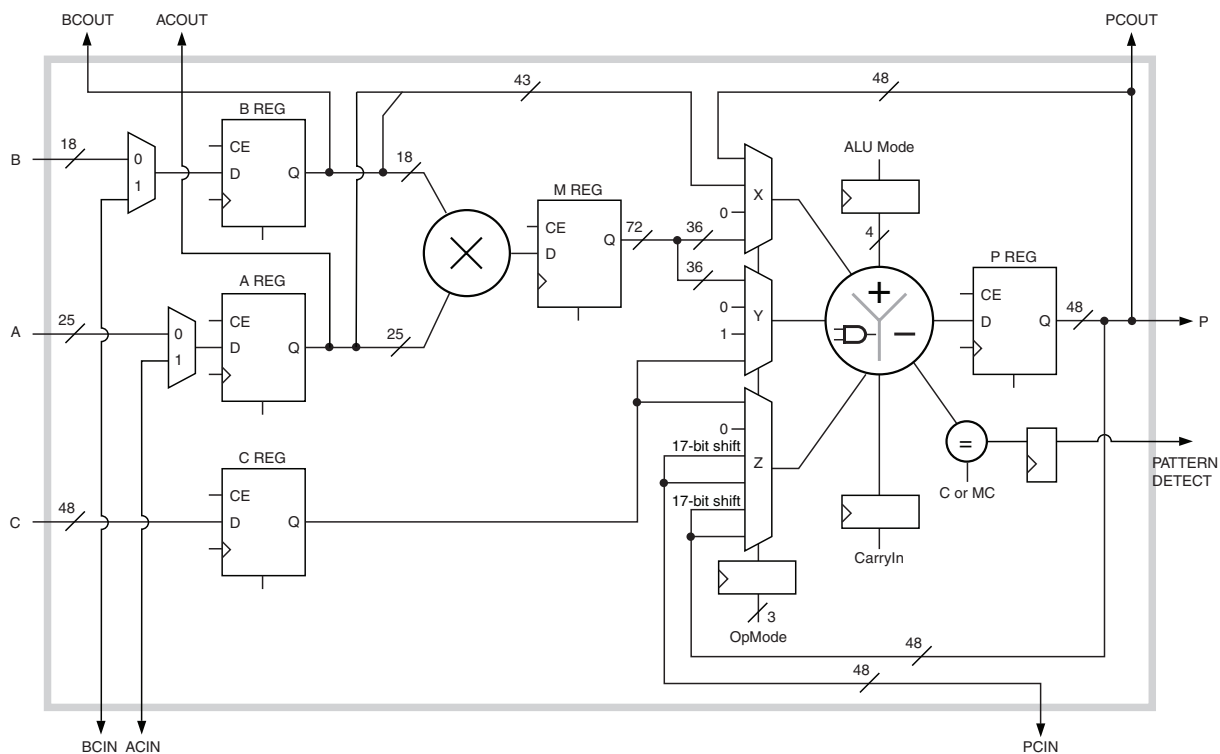 BCOUT
ACOUT
PCOUT
43
48
B REG
B
18
0
1
CE
D
Q
18
ALU Mode
M REG
X
0
CE
D
Q
72
36
36
4
A REG
A
25
0
1
CE
D
Q
25
0
Y
1
+
−
P REG
CE
D
Q
48
P
0
17-bit shift
Z
17-bit shift
=
C or MC
PATTERN
DETECT
C REG
C
48
CE
D
Q
CarryIn
3
OpMode
48
48
BCIN
ACIN
PCIN